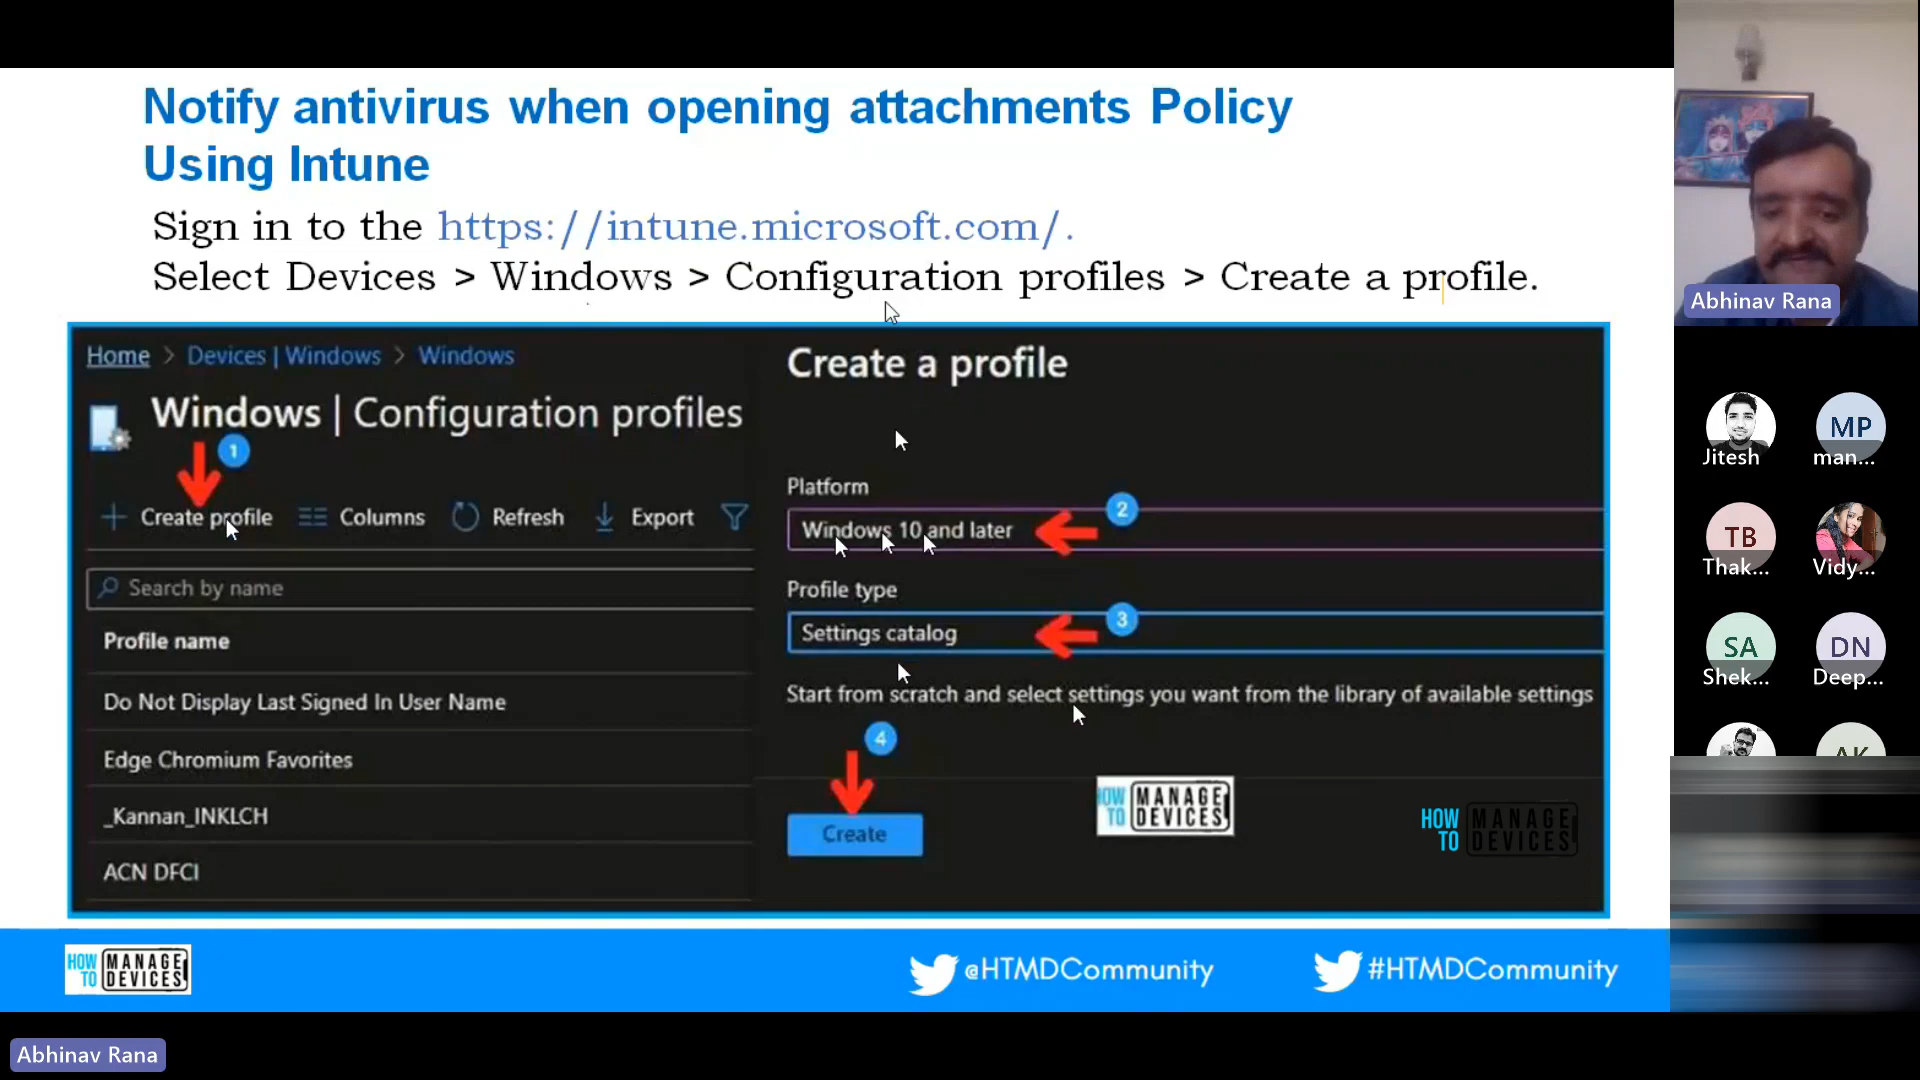 Notify antivirus when opening attachments Policy
Using Intune
Sign in to the https://intune.microsoft.com/.
Select Devices > Windows > Configuration profiles > Create a profile.
Home > Devices | Windows > Windows
Windows | Configuration profiles
1
Create profile Columns Refresh Export
Search by name
Profile name
Do Not Display Last Signed In User Name
Edge Chromium Favorites
_Kannan_INKLCH
ACN DFCI
Create a profile
Platform
Windows 10 and later
2
Profile type
Settings catalog
3
Start from scratch and select settings you want from the library of available settings
4
Create
HOW TO MANAGE DEVICES
HOW TO MANAGE DEVICES
HOW TO MANAGE DEVICES
@HTMDCommunity
#HTMDCommunity
Abhinav Rana
Abhinav Rana
Jitesh
MP
man...
TB
Thak...
Vidy...
SA
Shek...
DN
Deep...
AK